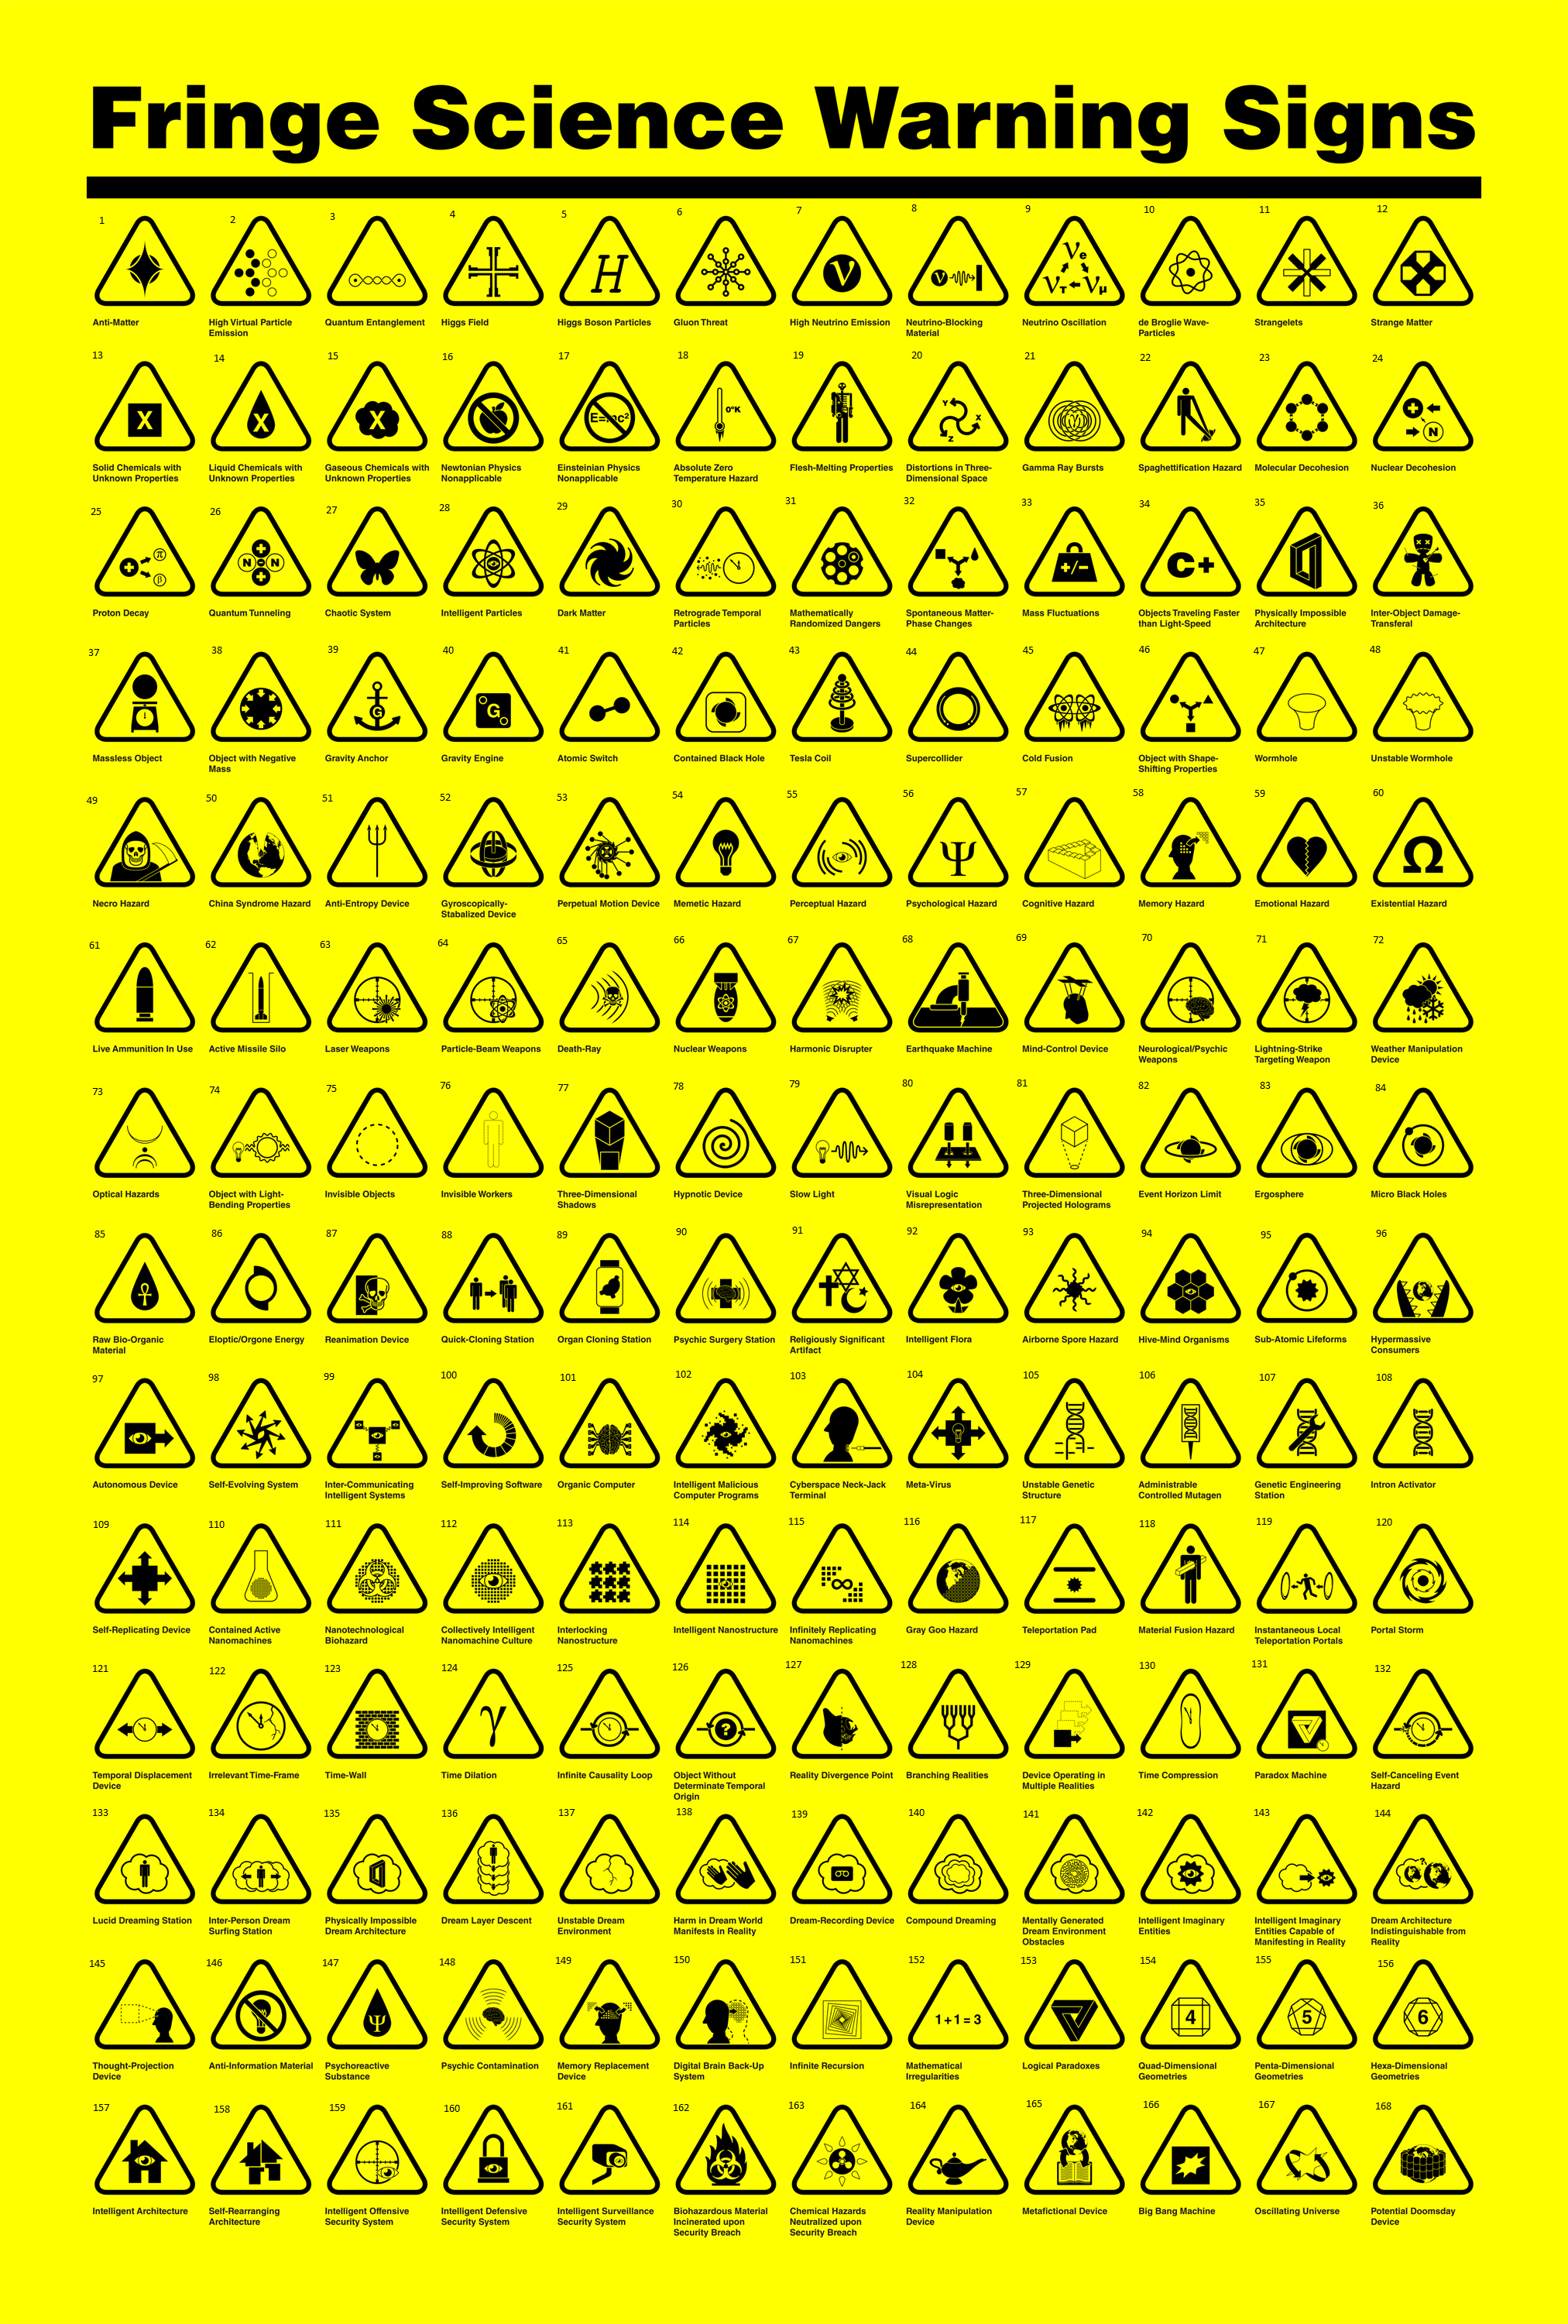 Fringe Science Warning Signs
1
Anti-Matter
2
High Virtual Particle
Emission
3
Quantum Entanglement
4
Higgs Field
5
H
Higgs Boson Particles
6
Gluon Threat
7
ν
High Neutrino Emission
8
ν
Neutrino-Blocking
Material
9
νe
ντ νμ
Neutrino Oscillation
10
de Broglie Wave-
Particles
11
Strangelets
12
Strange Matter
13
X
Solid Chemicals with
Unknown Properties
14
X
Liquid Chemicals with
Unknown Properties
15
X
Gaseous Chemicals with
Unknown Properties
16
Newtonian Physics
Nonapplicable
17
E=mc²
Einsteinian Physics
Nonapplicable
18
0°K
Absolute Zero
Temperature Hazard
19
Flesh-Melting Properties
20
Y
X
Z
Distortions in Three-
Dimensional Space
21
Gamma Ray Bursts
22
Spaghettification Hazard
23
Molecular Decohesion
24
+
N
Nuclear Decohesion
25
+ π
β
Proton Decay
26
+
N N
+
Quantum Tunneling
27
Chaotic System
28
Intelligent Particles
29
Dark Matter
30
Retrograde Temporal
Particles
31
Mathematically
Randomized Dangers
32
Spontaneous Matter-
Phase Changes
33
+/-
Mass Fluctuations
34
C+
Objects Traveling Faster
than Light-Speed
35
Physically Impossible
Architecture
36
Inter-Object Damage-
Transferal
37
Massless Object
38
Object with Negative
Mass
39
G
Gravity Anchor
40
G
Gravity Engine
41
Atomic Switch
42
Contained Black Hole
43
Tesla Coil
44
Supercollider
45
Cold Fusion
46
Object with Shape-
Shifting Properties
47
Wormhole
48
Unstable Wormhole
49
Necro Hazard
50
China Syndrome Hazard
51
Anti-Entropy Device
52
Gyroscopically-
Stabalized Device
53
Perpetual Motion Device
54
Memetic Hazard
55
Perceptual Hazard
56
Ψ
Psychological Hazard
57
Cognitive Hazard
58
Memory Hazard
59
Emotional Hazard
60
Ω
Existential Hazard
61
Live Ammunition In Use
62
Active Missile Silo
63
Laser Weapons
64
Particle-Beam Weapons
65
Death-Ray
66
Nuclear Weapons
67
Harmonic Disrupter
68
Earthquake Machine
69
Mind-Control Device
70
Neurological/Psychic
Weapons
71
Lightning-Strike
Targeting Weapon
72
Weather Manipulation
Device
73
Optical Hazards
74
Object with Light-
Bending Properties
75
Invisible Objects
76
Invisible Workers
77
Three-Dimensional
Shadows
78
Hypnotic Device
79
Slow Light
80
Visual Logic
Misrepresentation
81
Three-Dimensional
Projected Holograms
82
Event Horizon Limit
83
Ergosphere
84
Micro Black Holes
85
Raw Bio-Organic
Material
86
Eloptic/Orgone Energy
87
Reanimation Device
88
Quick-Cloning Station
89
Organ Cloning Station
90
Psychic Surgery Station
91
Religiously Significant
Artifact
92
Intelligent Flora
93
Airborne Spore Hazard
94
Hive-Mind Organisms
95
Sub-Atomic Lifeforms
96
Hypermassive
Consumers
97
Autonomous Device
98
Self-Evolving System
99
Inter-Communicating
Intelligent Systems
100
Self-Improving Software
101
Organic Computer
102
Intelligent Malicious
Computer Programs
103
Cyberspace Neck-Jack
Terminal
104
Meta-Virus
105
Unstable Genetic
Structure
106
Administrable
Controlled Mutagen
107
Genetic Engineering
Station
108
Intron Activator
109
Self-Replicating Device
110
Contained Active
Nanomachines
111
Nanotechnological
Biohazard
112
Collectively Intelligent
Nanomachine Culture
113
Interlocking
Nanostructure
114
Intelligent Nanostructure
115
∞
Infinitely Replicating
Nanomachines
116
Gray Goo Hazard
117
Teleportation Pad
118
Material Fusion Hazard
119
Instantaneous Local
Teleportation Portals
120
Portal Storm
121
Temporal Displacement
Device
122
Irrelevant Time-Frame
123
Time-Wall
124
γ
Time Dilation
125
Infinite Causality Loop
126
?
Object Without
Determinate Temporal
Origin
127
Reality Divergence Point
128
Branching Realities
129
Device Operating in
Multiple Realities
130
Time Compression
131
Paradox Machine
132
Self-Canceling Event
Hazard
133
Lucid Dreaming Station
134
Inter-Person Dream
Surfing Station
135
Physically Impossible
Dream Architecture
136
Dream Layer Descent
137
Unstable Dream
Environment
138
Harm in Dream World
Manifests in Reality
139
Dream-Recording Device
140
Compound Dreaming
141
Mentally Generated
Dream Environment
Obstacles
142
Intelligent Imaginary
Entities
143
Intelligent Imaginary
Entities Capable of
Manifesting in Reality
144
?
Dream Architecture
Indistinguishable from
Reality
145
Thought-Projection
Device
146
Anti-Information Material
147
Ψ
Psychoreactive
Substance
148
Psychic Contamination
149
Memory Replacement
Device
150
Digital Brain Back-Up
System
151
Infinite Recursion
152
1+1=3
Mathematical
Irregularities
153
Logical Paradoxes
154
4
Quad-Dimensional
Geometries
155
5
Penta-Dimensional
Geometries
156
6
Hexa-Dimensional
Geometries
157
Intelligent Architecture
158
Self-Rearranging
Architecture
159
Intelligent Offensive
Security System
160
Intelligent Defensive
Security System
161
Intelligent Surveillance
Security System
162
Biohazardous Material
Incinerated upon
Security Breach
163
Chemical Hazards
Neutralized upon
Security Breach
164
Reality Manipulation
Device
165
Metafictional Device
166
Big Bang Machine
167
Oscillating Universe
168
Potential Doomsday
Device